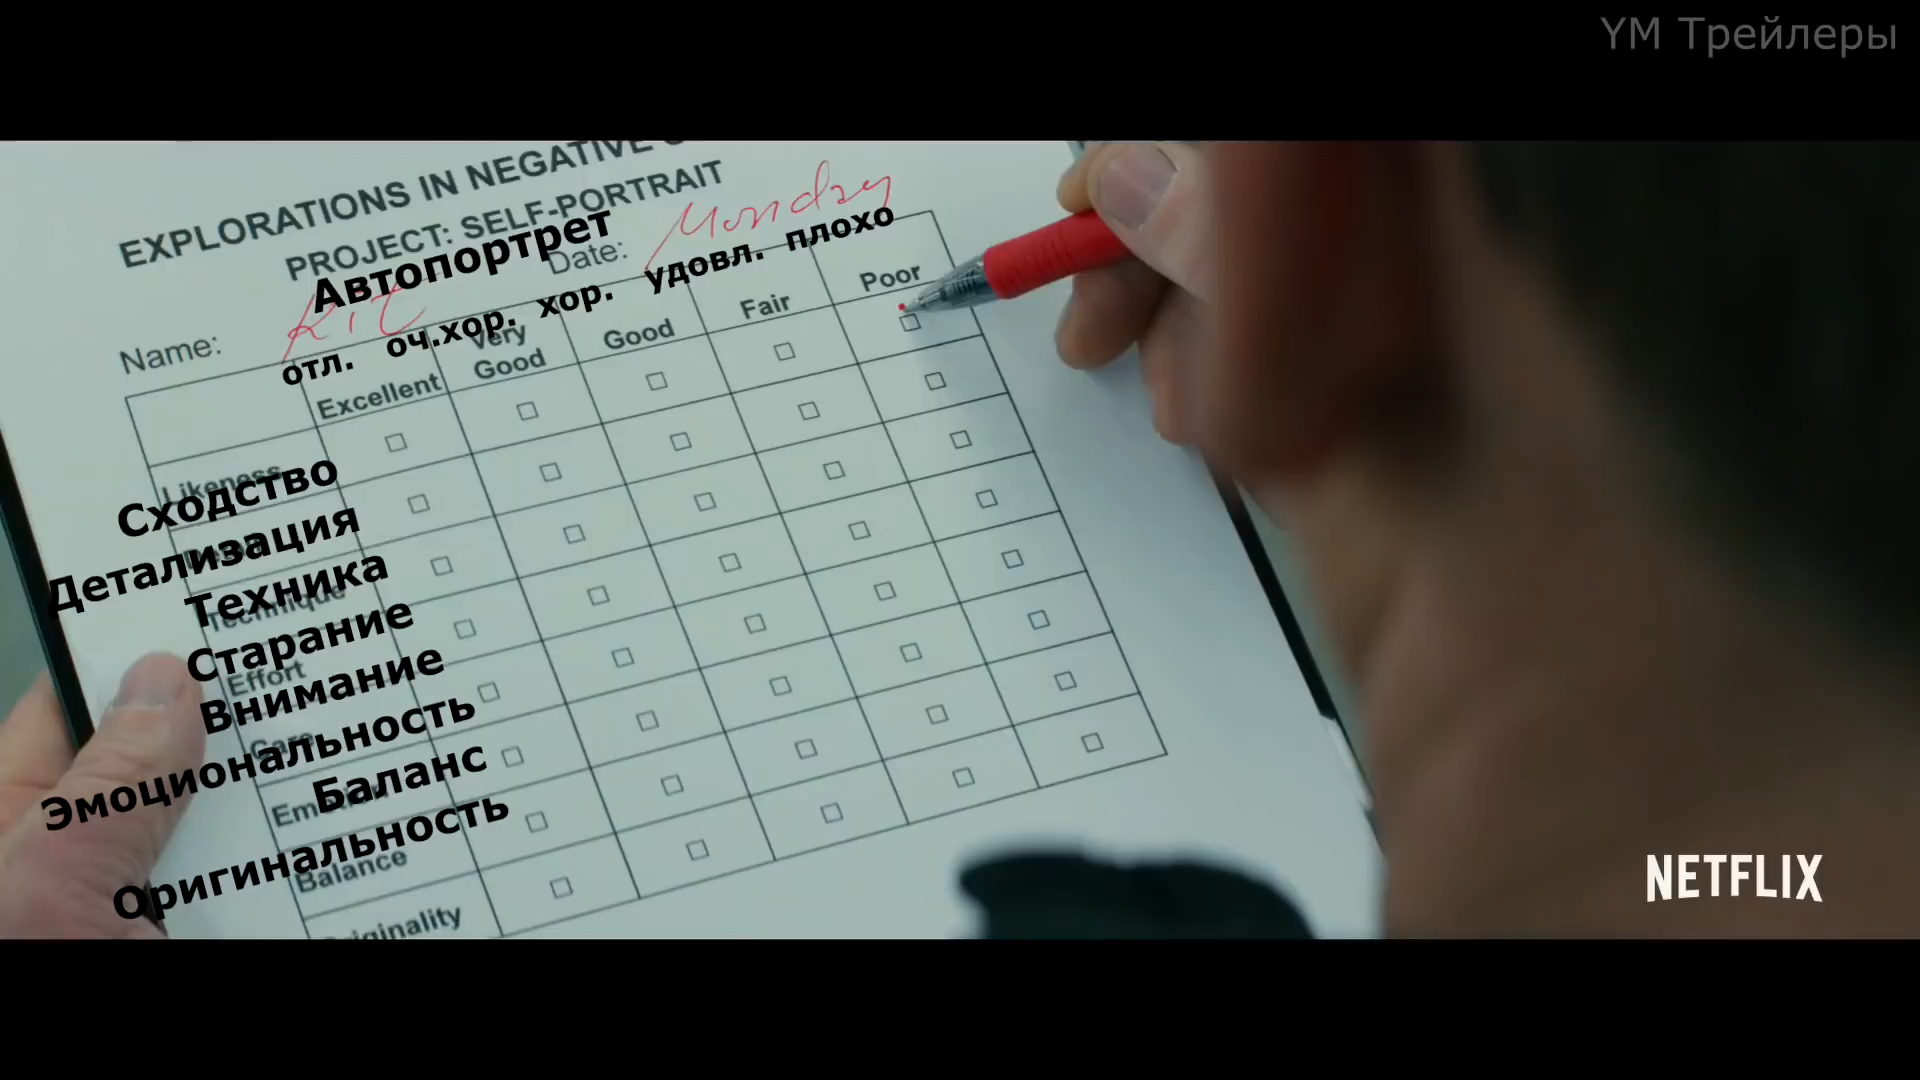 YM Трейлеры
EXPLORATIONS IN NEGATIVE
PROJECT: SELF-PORTRAIT
Автопортрет
Name: Kit
Date: Monday
отл. оч.хор. хор. удовл. плохо
Excellent
Very Good
Good
Fair
Poor
Likeness
Сходство
Детализация
Техника
Technique
Старание
Effort
Внимание
Care
Эмоциональность
Баланс
Balance
Оригинальность
NETFLIX